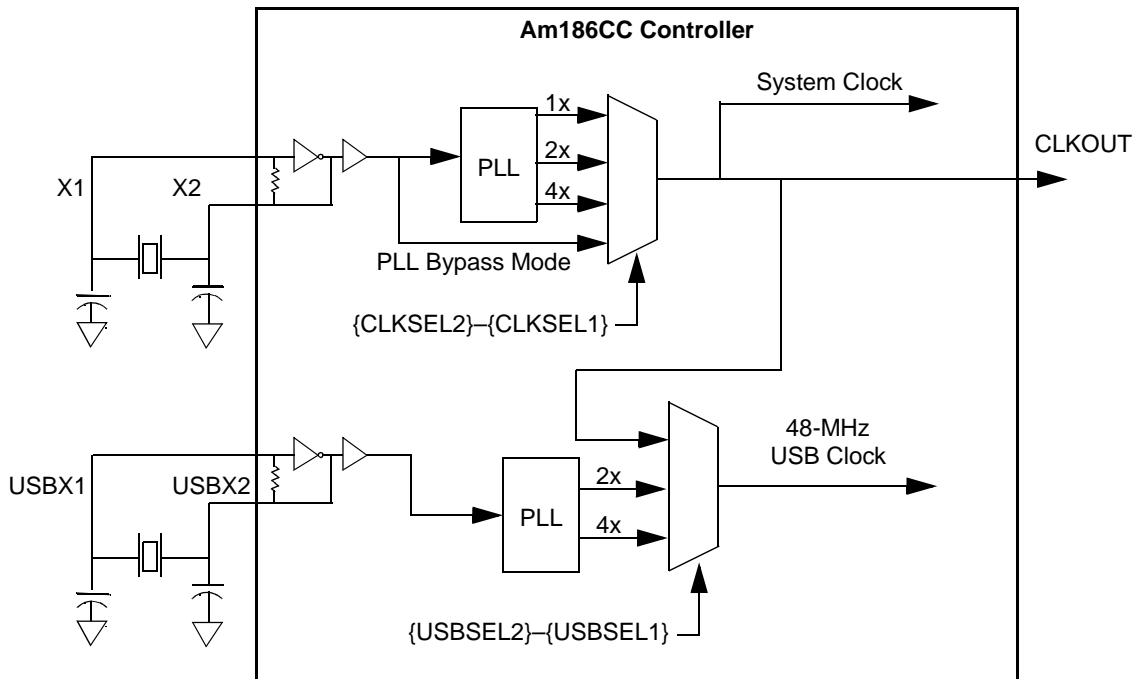 Am186CC Controller
System Clock
1x
2x
4x
PLL
CLKOUT
X1
X2
PLL Bypass Mode
{CLKSEL2}–{CLKSEL1}
48-MHz
USB Clock
USBX1
USBX2
2x
4x
PLL
{USBSEL2}–{USBSEL1}